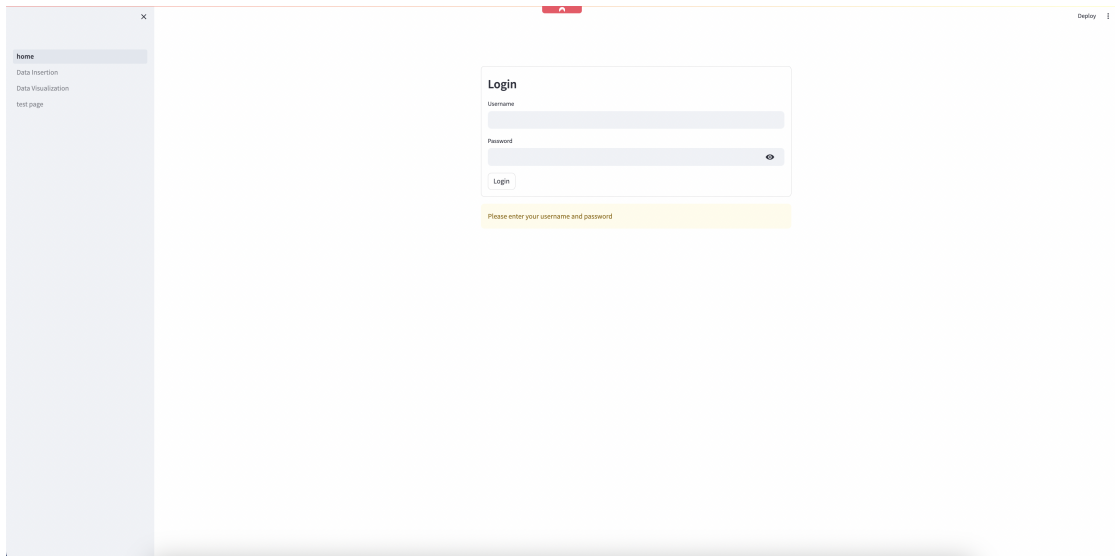 Deploy
home
Data Insertion
Data Visualization
test page
Login
Username
Password
Login
Please enter your username and password